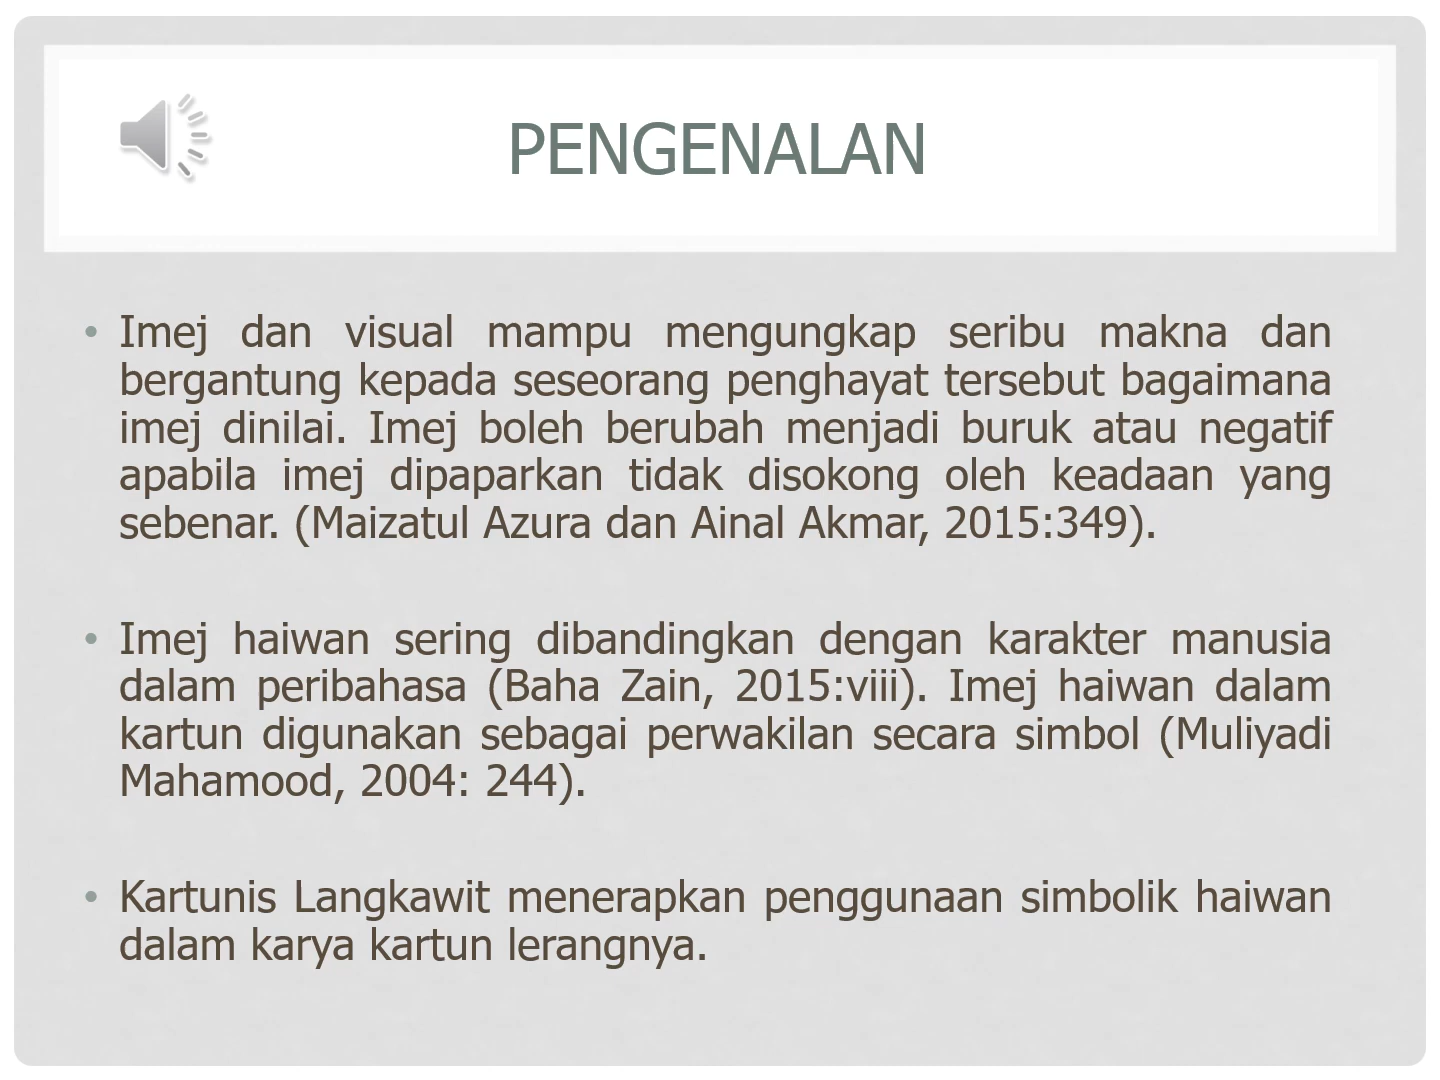 PENGENALAN
• Imej dan visual mampu mengungkap seribu makna dan
bergantung kepada seseorang penghayat tersebut bagaimana
imej dinilai. Imej boleh berubah menjadi buruk atau negatif
apabila imej dipaparkan tidak disokong oleh keadaan yang
sebenar. (Maizatul Azura dan Ainal Akmar, 2015:349).
• Imej haiwan sering dibandingkan dengan karakter manusia
dalam peribahasa (Baha Zain, 2015:viii). Imej haiwan dalam
kartun digunakan sebagai perwakilan secara simbol (Muliyadi
Mahamood, 2004: 244).
• Kartunis Langkawit menerapkan penggunaan simbolik haiwan
dalam karya kartun lerangnya.